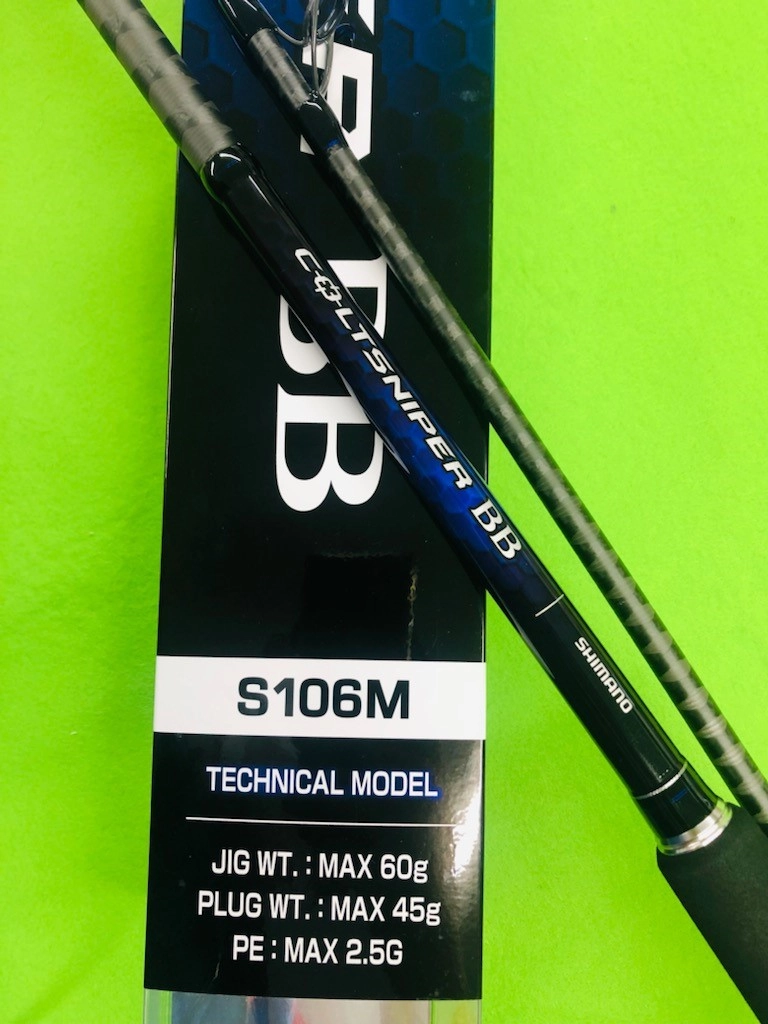 ER BB
S106M
TECHNICAL MODEL
JIG WT. : MAX 60g
PLUG WT. : MAX 45g
PE : MAX 2.5G
COLTSNIPER BB
SHIMANO